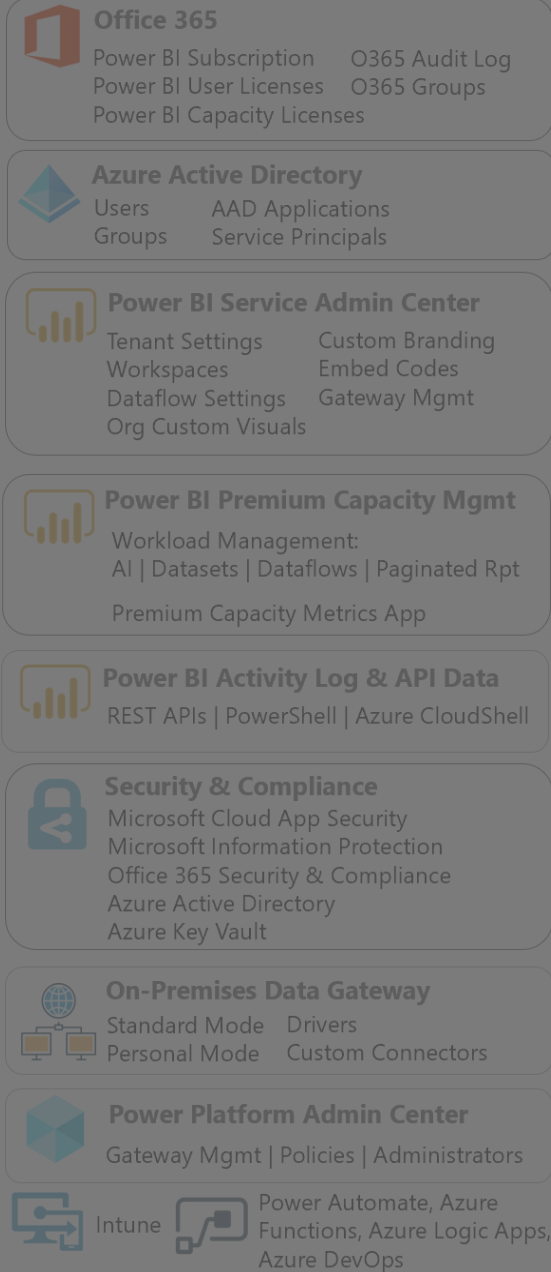 Office 365
Power BI Subscription O365 Audit Log
Power BI User Licenses O365 Groups
Power BI Capacity Licenses
Azure Active Directory
Users AAD Applications
Groups Service Principals
Power BI Service Admin Center
Tenant Settings Custom Branding
Workspaces Embed Codes
Dataflow Settings Gateway Mgmt
Org Custom Visuals
Power BI Premium Capacity Mgmt
Workload Management:
AI | Datasets | Dataflows | Paginated Rpt
Premium Capacity Metrics App
Power BI Activity Log & API Data
REST APIs | PowerShell | Azure CloudShell
Security & Compliance
Microsoft Cloud App Security
Microsoft Information Protection
Office 365 Security & Compliance
Azure Active Directory
Azure Key Vault
On-Premises Data Gateway
Standard Mode Drivers
Personal Mode Custom Connectors
Power Platform Admin Center
Gateway Mgmt | Policies | Administrators
Intune
Power Automate, Azure
Functions, Azure Logic Apps,
Azure DevOps